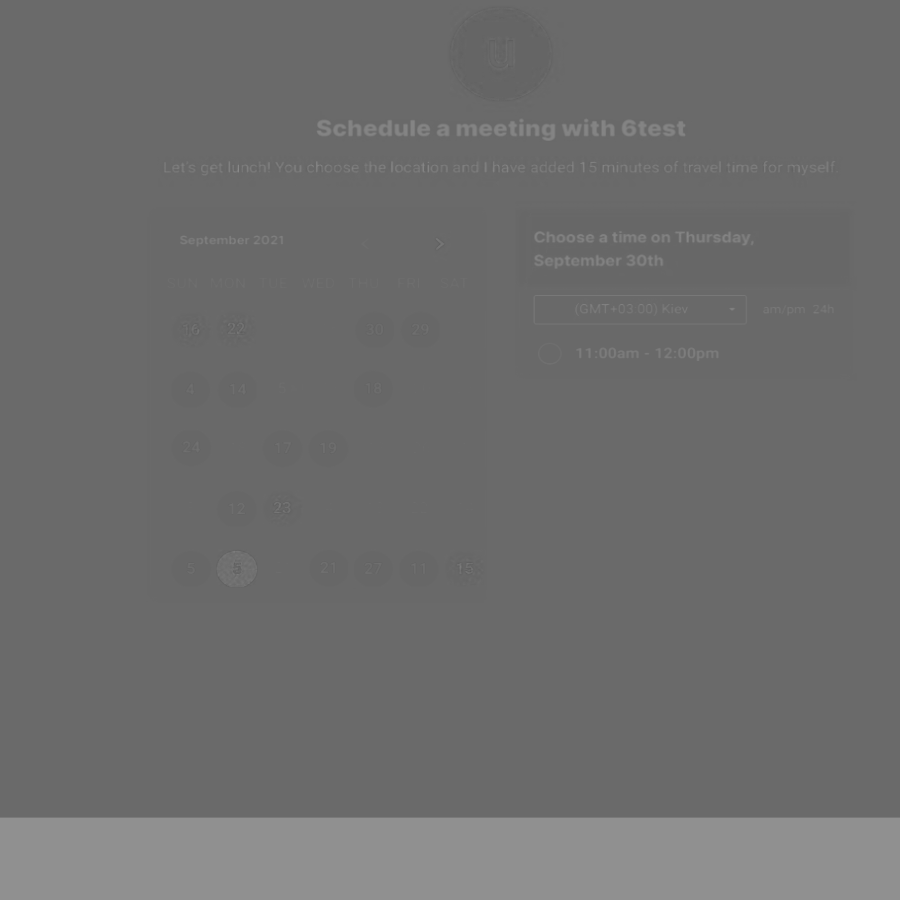 Schedule a meeting with 6test
Let's get lunch! You choose the location and I have added 15 minutes of travel time for myself.
September 2021
SUN MON TUE WED THU FRI SAT
16 22 30 29
4 14 18
24 17 19
12 23
5 21 27 11 15
Choose a time on Thursday,
September 30th
(GMT+03:00) Kiev
am/pm 24h
11:00am - 12:00pm